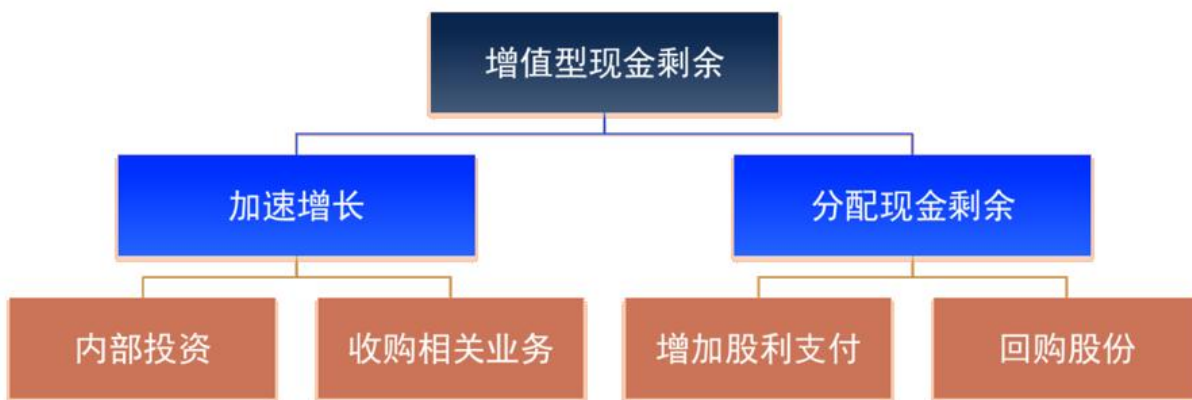 增值型现金剩余
加速增长
分配现金剩余
内部投资
收购相关业务
增加股利支付
回购股份